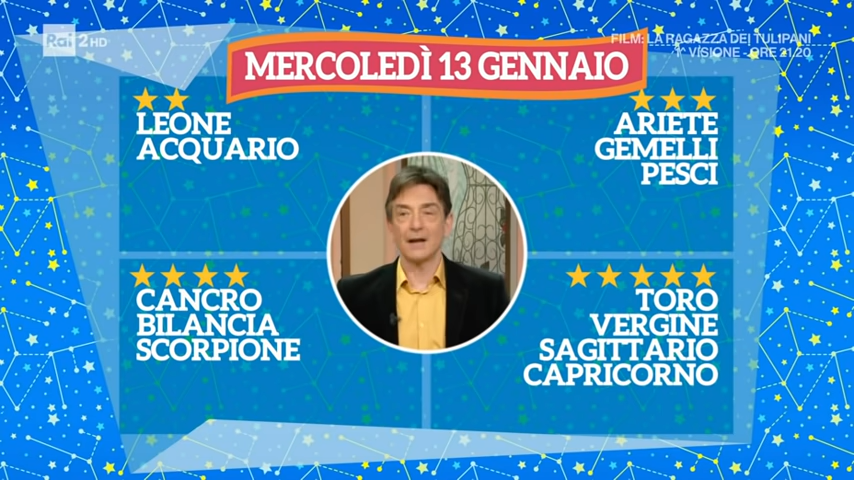 Rai 2 HD
FILM: LA RAGAZZA DEI TULIPANI
1ª VISIONE - ORE 21,20
MERCOLEDÌ 13 GENNAIO
LEONE
ACQUARIO
ARIETE
GEMELLI
PESCI
CANCRO
BILANCIA
SCORPIONE
TORO
VERGINE
SAGITTARIO
CAPRICORNO